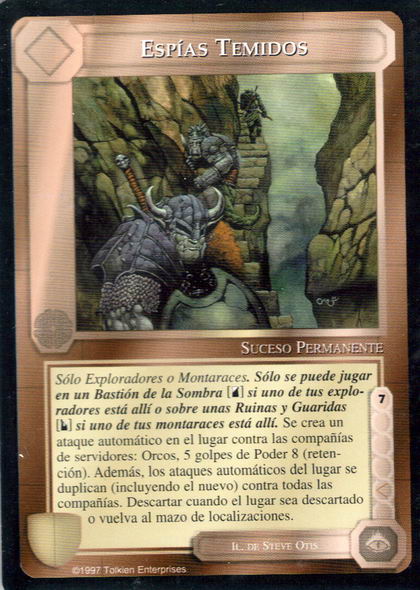 Espías Temidos
Suceso Permanente
Sólo Exploradores o Montaraces. Sólo se puede jugar
en un Bastión de la Sombra [] si uno de tus explo-
radores está allí o sobre unas Ruinas y Guaridas
[] si uno de tus montaraces está allí. Se crea un
ataque automático en el lugar contra las compañías
de servidores: Orcos, 5 golpes de Poder 8 (reten-
ción). Además, los ataques automáticos del lugar se
duplican (incluyendo el nuevo) contra todas las
compañías. Descartar cuando el lugar sea descartado
o vuelva al mazo de localizaciones.
7
Il. de Steve Otis
©1997 Tolkien Enterprises